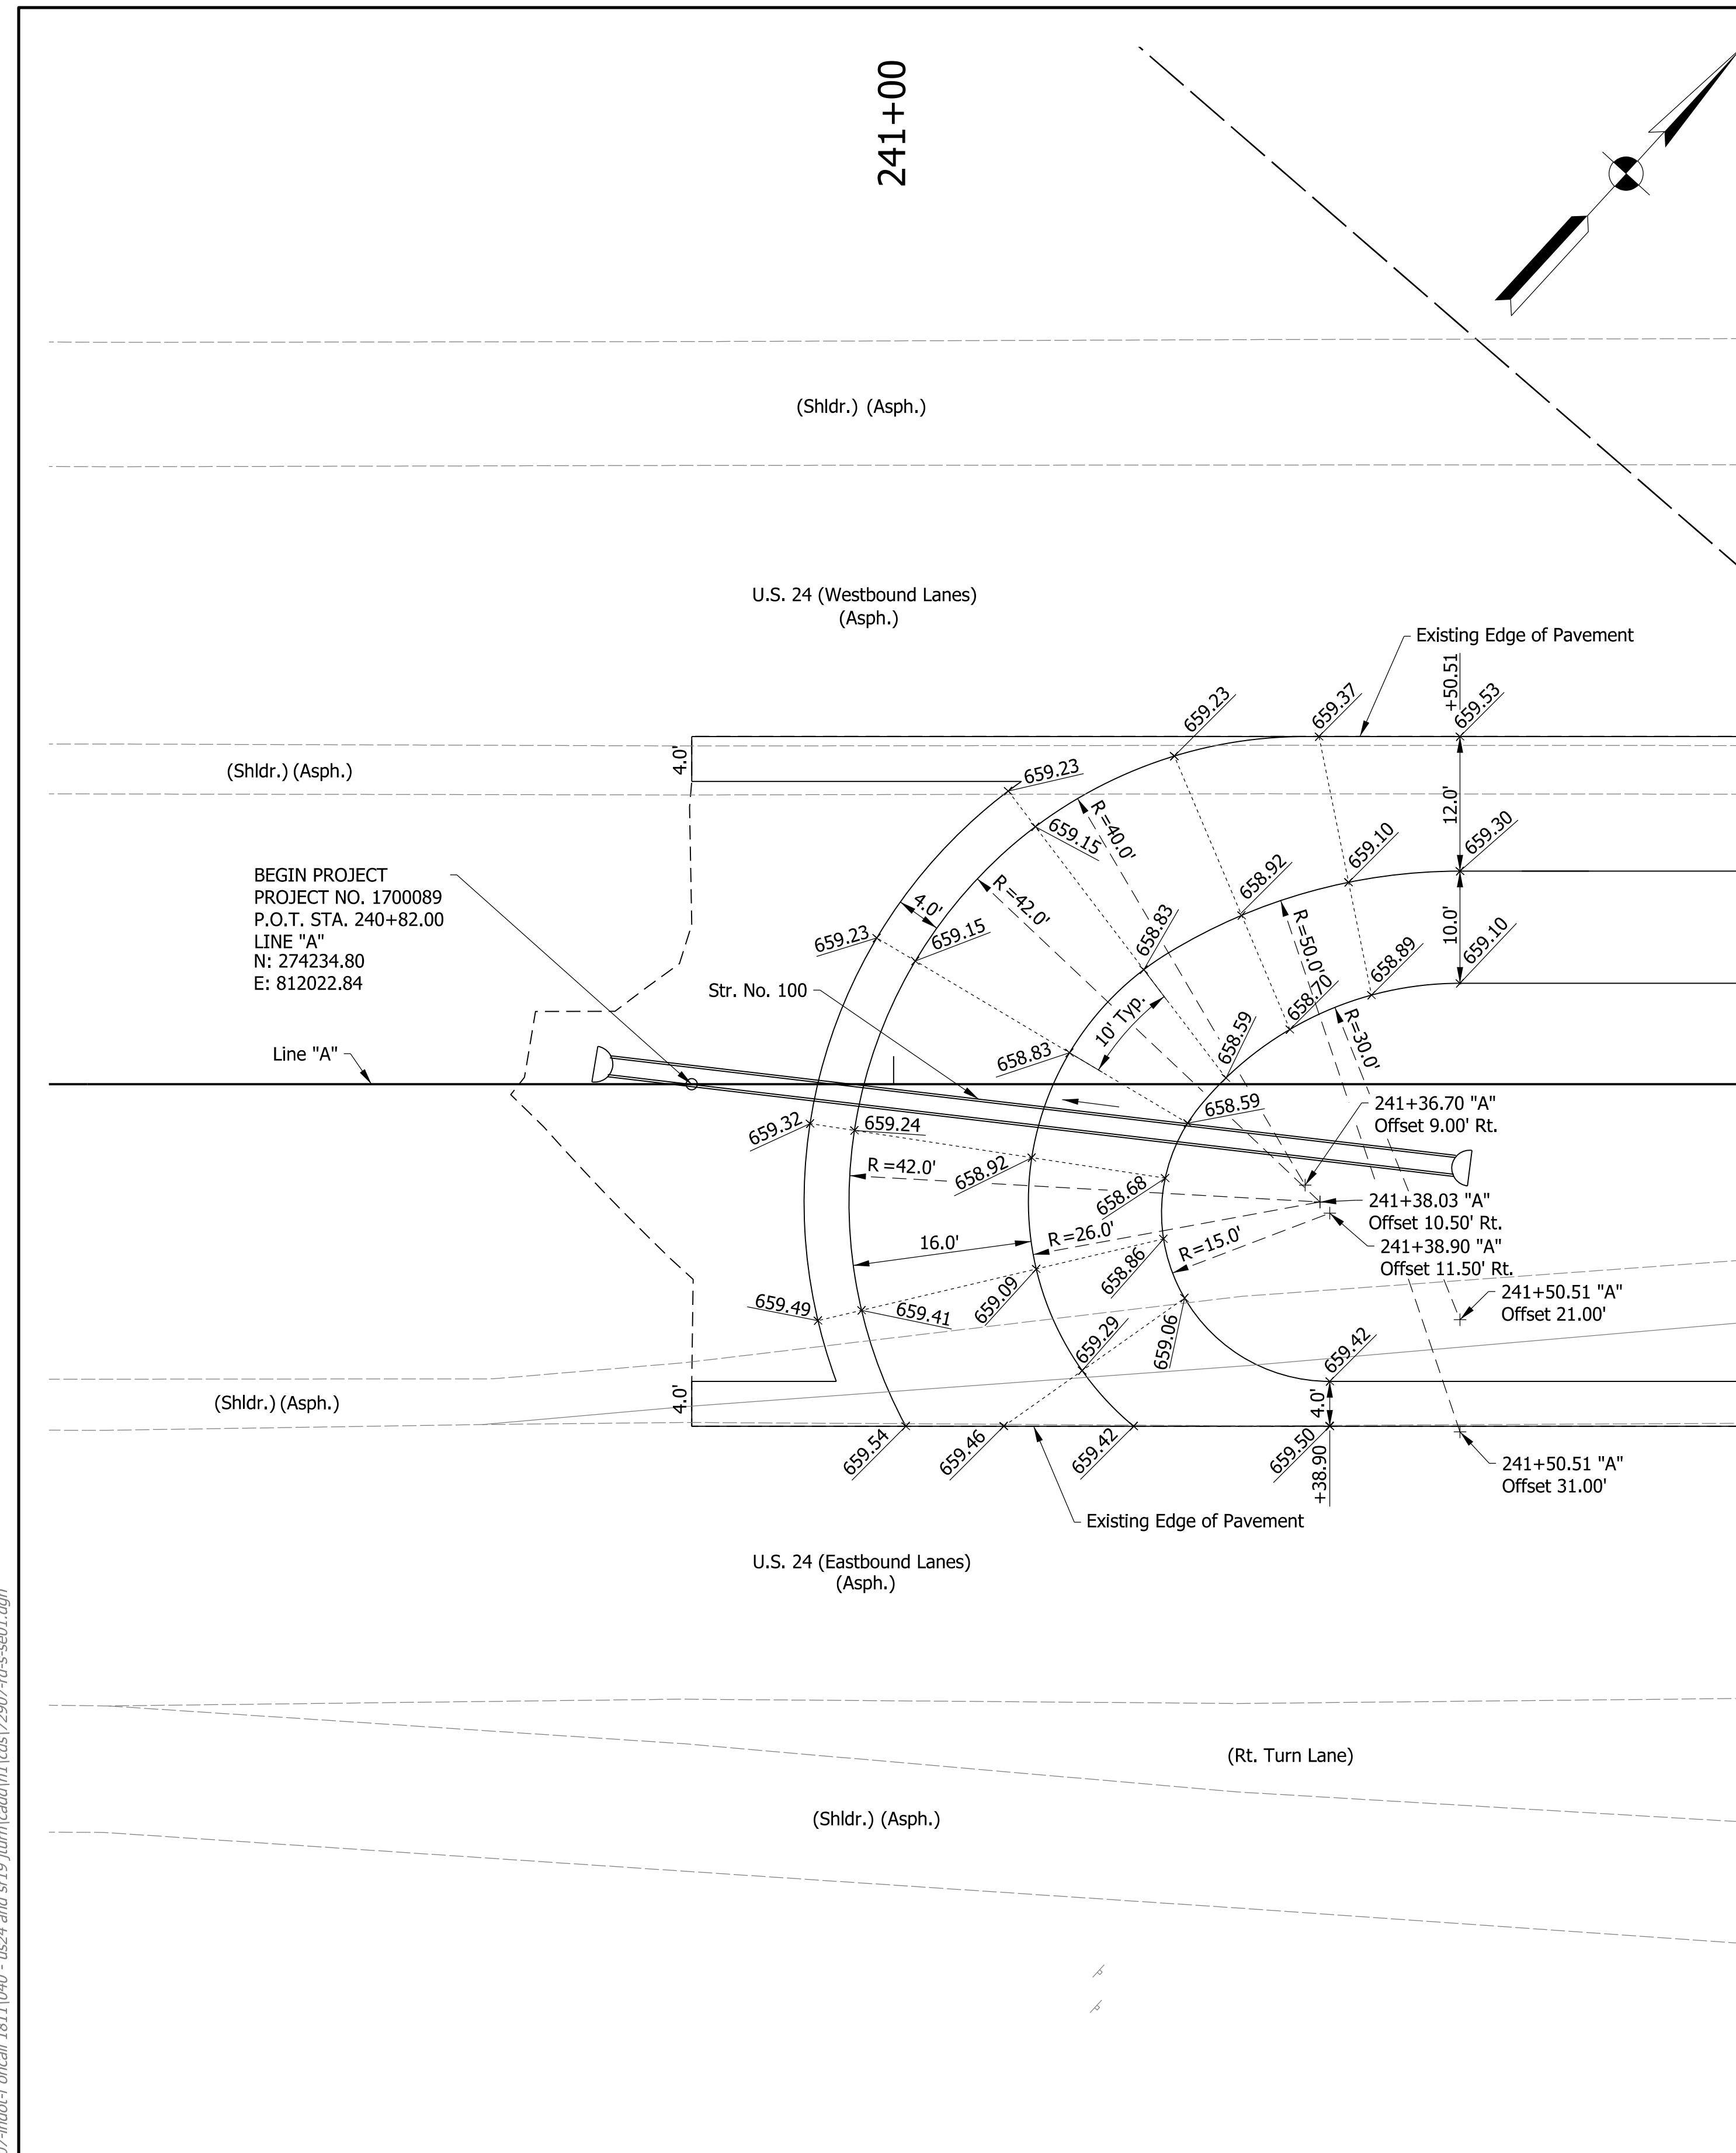 241+00
(Shldr.) (Asph.)
U.S. 24 (Westbound Lanes)
(Asph.)
Existing Edge of Pavement
+50.51
659.23
659.37
659.53
4.0'
(Shldr.) (Asph.)
659.23
R =40.0'
12.0'
659.15
659.30
659.10
BEGIN PROJECT
PROJECT NO. 1700089
P.O.T. STA. 240+82.00
LINE "A"
N: 274234.80
E: 812022.84
R =42.0'
658.92
4.0'
659.23
659.15
658.83
R=50.0'
10.0'
659.10
658.89
Str. No. 100
658.70
10' Typ.
658.59
R=30.0'
Line "A"
658.83
241+36.70 "A"
Offset 9.00' Rt.
658.59
659.32
659.24
R =42.0'
658.92
658.68
241+38.03 "A"
Offset 10.50' Rt.
16.0'
R =26.0'
R=15.0'
241+38.90 "A"
Offset 11.50' Rt.
658.86
659.09
241+50.51 "A"
Offset 21.00'
659.49
659.41
659.29
659.06
659.42
(Shldr.) (Asph.)
4.0'
4.0'
659.54
659.46
659.42
659.50
+38.90
241+50.51 "A"
Offset 31.00'
Existing Edge of Pavement
U.S. 24 (Eastbound Lanes)
(Asph.)
(Rt. Turn Lane)
(Shldr.) (Asph.)